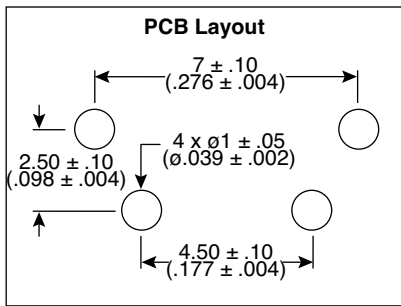 PCB Layout
7 ± .10
(.276 ± .004)
4 x ø1 ± .05
(ø.039 ± .002)
2.50 ± .10
(.098 ± .004)
4.50 ± .10
(.177 ± .004)